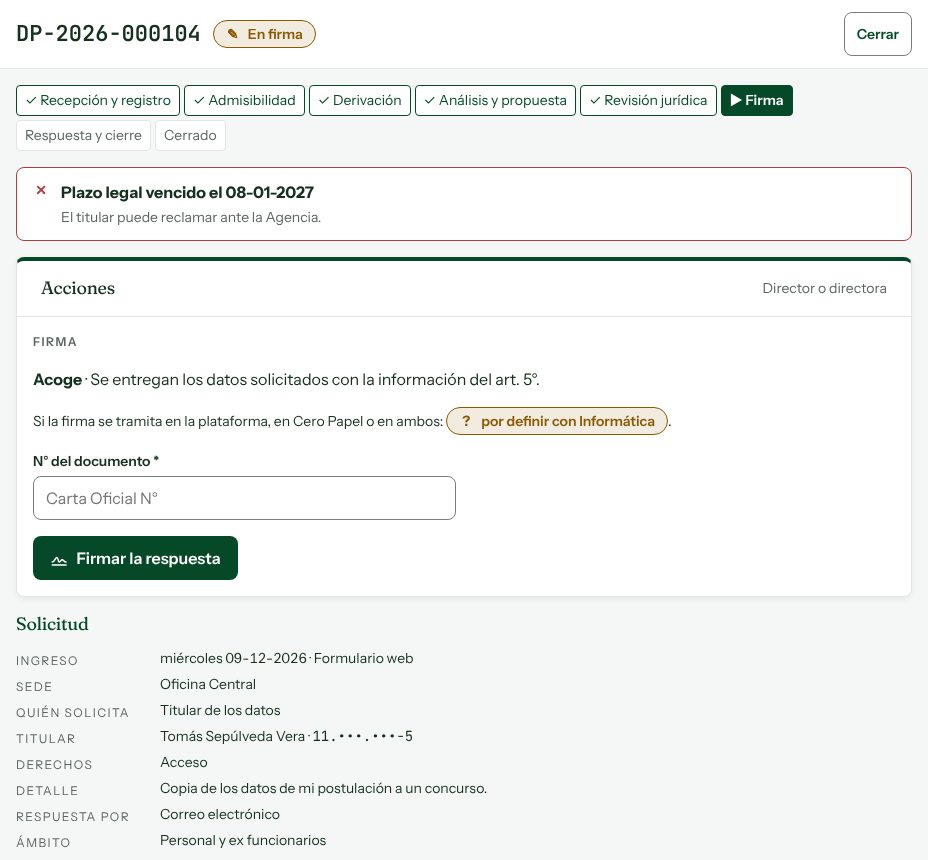 DP-2026-000104 ✎ En firma Cerrar
✓ Recepción y registro ✓ Admisibilidad ✓ Derivación ✓ Análisis y propuesta ✓ Revisión jurídica ▶ Firma
Respuesta y cierre Cerrado
✕ Plazo legal vencido el 08-01-2027
El titular puede reclamar ante la Agencia.
Acciones Director o directora
FIRMA
Acoge · Se entregan los datos solicitados con la información del art. 5°.
Si la firma se tramita en la plataforma, en Cero Papel o en ambos: ? por definir con Informática.
N° del documento *
Carta Oficial N°
Firmar la respuesta
Solicitud
INGRESO miércoles 09-12-2026 · Formulario web
SEDE Oficina Central
QUIÉN SOLICITA Titular de los datos
TITULAR Tomás Sepúlveda Vera · 11.•••.•••-5
DERECHOS Acceso
DETALLE Copia de los datos de mi postulación a un concurso.
RESPUESTA POR Correo electrónico
ÁMBITO Personal y ex funcionarios